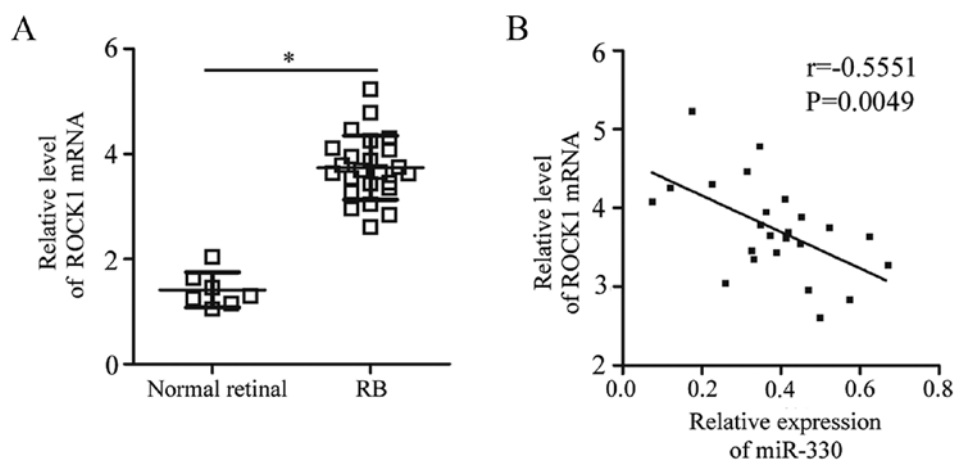 A
Relative level
of ROCK1 mRNA
6
4
2
0
*
Normal retinal
RB
B
Relative level
of ROCK1 mRNA
6
5
4
3
2
r=-0.5551
P=0.0049
0.0
0.2
0.4
0.6
0.8
Relative expression
of miR-330